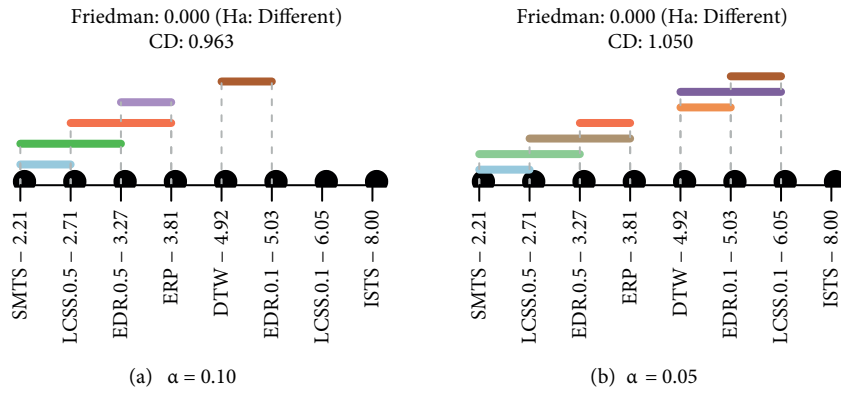 Friedman: 0.000 (Ha: Different)
CD: 0.963
SMTS – 2.21
LCSS.0.5 – 2.71
EDR.0.5 – 3.27
ERP – 3.81
DTW – 4.92
EDR.0.1 – 5.03
LCSS.0.1 – 6.05
ISTS – 8.00
(a) α = 0.10
Friedman: 0.000 (Ha: Different)
CD: 1.050
SMTS – 2.21
LCSS.0.5 – 2.71
EDR.0.5 – 3.27
ERP – 3.81
DTW – 4.92
EDR.0.1 – 5.03
LCSS.0.1 – 6.05
ISTS – 8.00
(b) α = 0.05